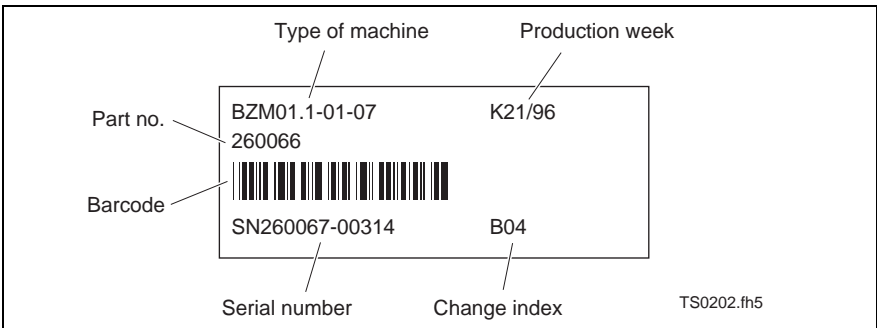 Type of machine Production week
BZM01.1-01-07 K21/96
Part no.
260066
Barcode
SN260067-00314 B04
Serial number Change index
TS0202.fh5